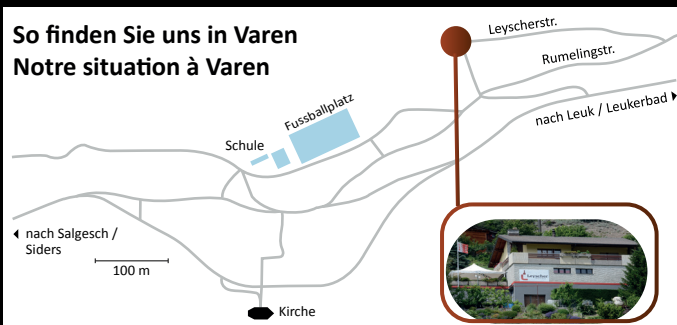 So finden Sie uns in Varen
Notre situation à Varen
Leyscherstr.
Rumelingstr.
nach Leuk / Leukerbad
Fussballplatz
Schule
nach Salgesch /
Siders
100 m
Kirche